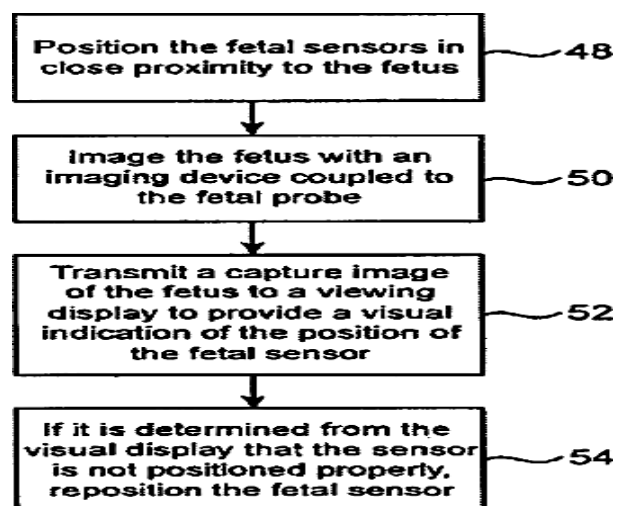 Position the fetal sensors in
close proximity to the fetus
48
Image the fetus with an
imaging device coupled to
the fetal probe
50
Transmit a capture image
of the fetus to a viewing
display to provide a visual
indication of the position of
the fetal sensor
52
If it is determined from the
visual display that the sensor
is not positioned properly,
reposition the fetal sensor
54